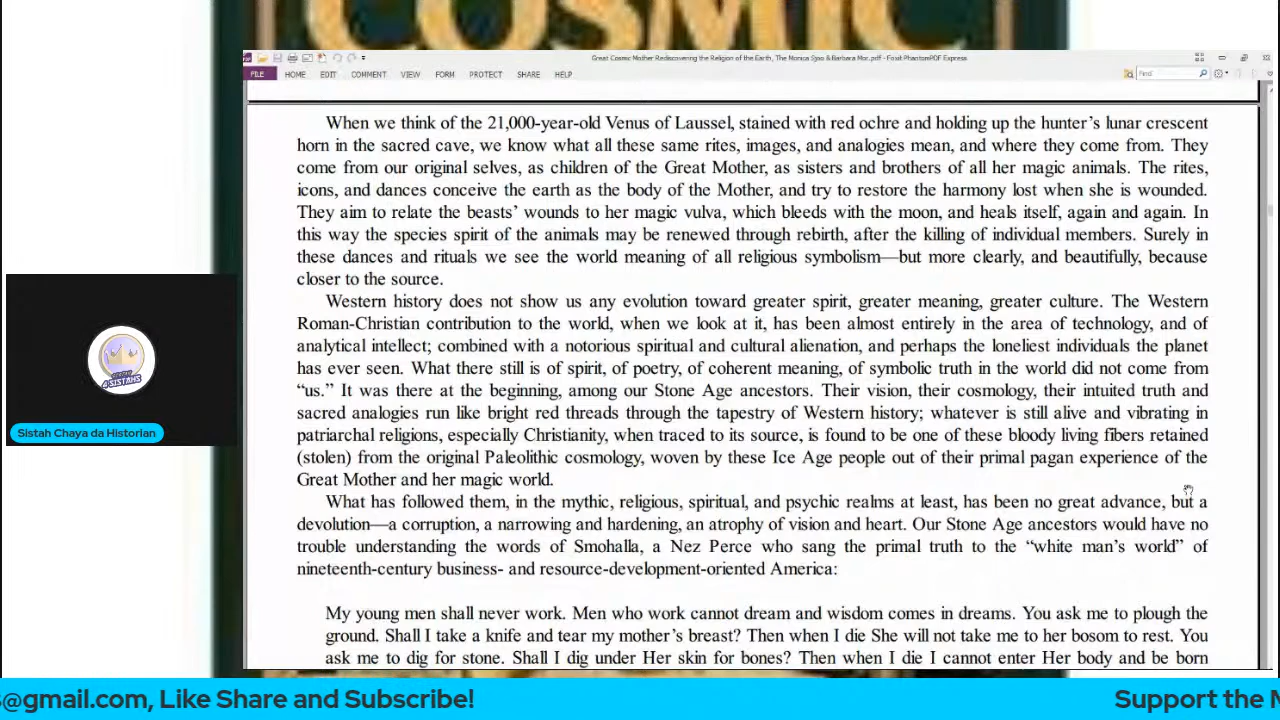 COSMIC
Great Cosmic Mother Rediscovering the Religion of the Earth, The Monica Sjoo & Barbara Mor.pdf - Foxit PhantomPDF Express
FILE HOME EDIT COMMENT VIEW FORM PROTECT SHARE HELP
Find
When we think of the 21,000-year-old Venus of Laussel, stained with red ochre and holding up the hunter’s lunar crescent
horn in the sacred cave, we know what all these same rites, images, and analogies mean, and where they come from. They
come from our original selves, as children of the Great Mother, as sisters and brothers of all her magic animals. The rites,
icons, and dances conceive the earth as the body of the Mother, and try to restore the harmony lost when she is wounded.
They aim to relate the beasts’ wounds to her magic vulva, which bleeds with the moon, and heals itself, again and again. In
this way the species spirit of the animals may be renewed through rebirth, after the killing of individual members. Surely in
these dances and rituals we see the world meaning of all religious symbolism—but more clearly, and beautifully, because
closer to the source.
Western history does not show us any evolution toward greater spirit, greater meaning, greater culture. The Western
Roman-Christian contribution to the world, when we look at it, has been almost entirely in the area of technology, and of
analytical intellect; combined with a notorious spiritual and cultural alienation, and perhaps the loneliest individuals the planet
has ever seen. What there still is of spirit, of poetry, of coherent meaning, of symbolic truth in the world did not come from
“us.” It was there at the beginning, among our Stone Age ancestors. Their vision, their cosmology, their intuited truth and
sacred analogies run like bright red threads through the tapestry of Western history; whatever is still alive and vibrating in
patriarchal religions, especially Christianity, when traced to its source, is found to be one of these bloody living fibers retained
(stolen) from the original Paleolithic cosmology, woven by these Ice Age people out of their primal pagan experience of the
Great Mother and her magic world.
What has followed them, in the mythic, religious, spiritual, and psychic realms at least, has been no great advance, but a
devolution—a corruption, a narrowing and hardening, an atrophy of vision and heart. Our Stone Age ancestors would have no
trouble understanding the words of Smohalla, a Nez Perce who sang the primal truth to the “white man’s world” of
nineteenth-century business- and resource-development-oriented America:
My young men shall never work. Men who work cannot dream and wisdom comes in dreams. You ask me to plough the
ground. Shall I take a knife and tear my mother’s breast? Then when I die She will not take me to her bosom to rest. You
ask me to dig for stone. Shall I dig under Her skin for bones? Then when I die I cannot enter Her body and be born
4 SISTAHS
Sistah Chaya da Historian
s@gmail.com, Like Share and Subscribe!
Support the M